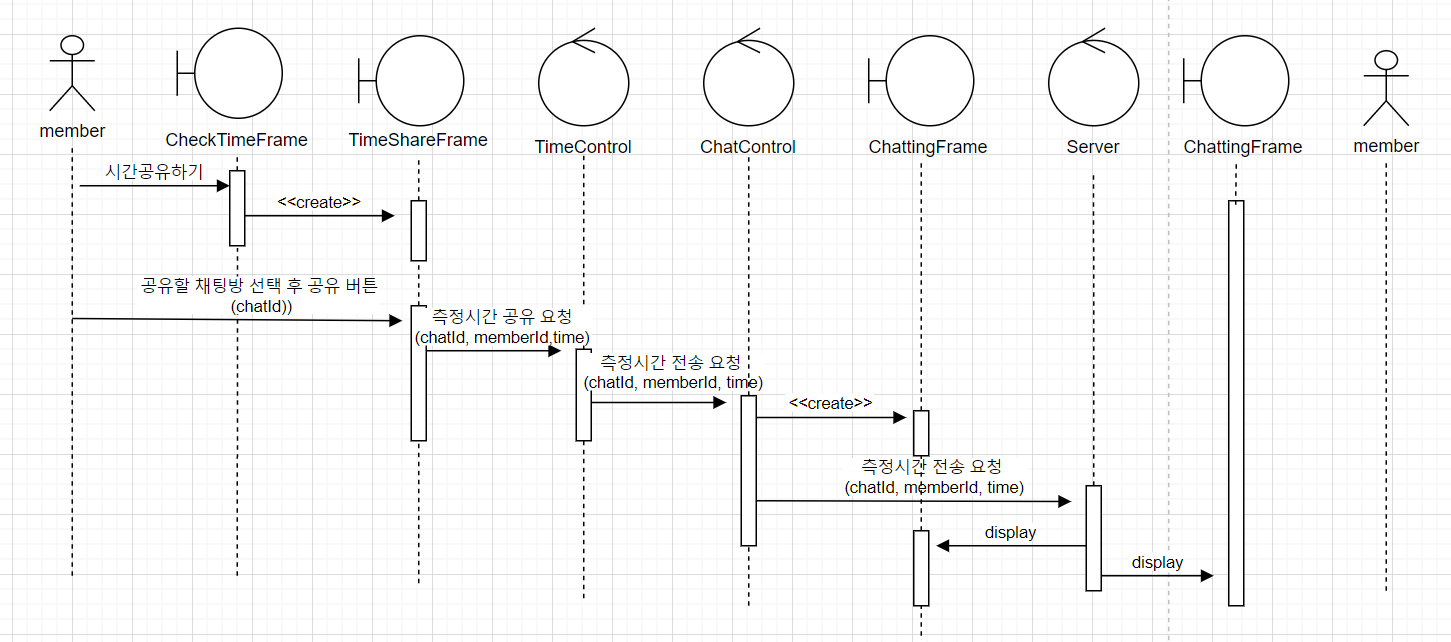 member
CheckTimeFrame
TimeShareFrame
TimeControl
ChatControl
ChattingFrame
Server
ChattingFrame
member
시간공유하기
<<create>>
공유할 채팅방 선택 후 공유 버튼
(chatId))
측정시간 공유 요청
(chatId, memberId,time)
측정시간 전송 요청
(chatId, memberId, time)
<<create>>
측정시간 전송 요청
(chatId, memberId, time)
display
display